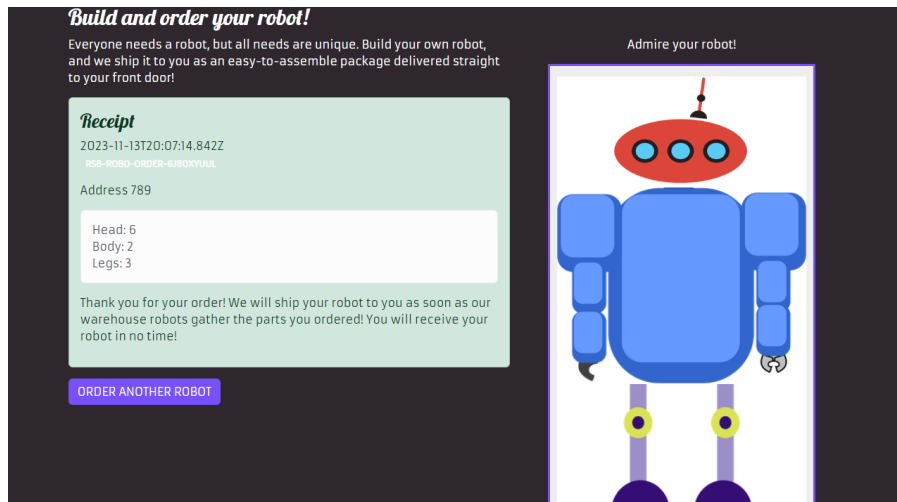 Build and order your robot!
Everyone needs a robot, but all needs are unique. Build your own robot,
and we ship it to you as an easy-to-assemble package delivered straight
to your front door!
Receipt
2023-11-13T20:07:14.842Z
RSB-ROBO-ORDER-6J8OXYUUL
Address 789
Head: 6
Body: 2
Legs: 3
Thank you for your order! We will ship your robot to you as soon as our
warehouse robots gather the parts you ordered! You will receive your
robot in no time!
ORDER ANOTHER ROBOT
Admire your robot!